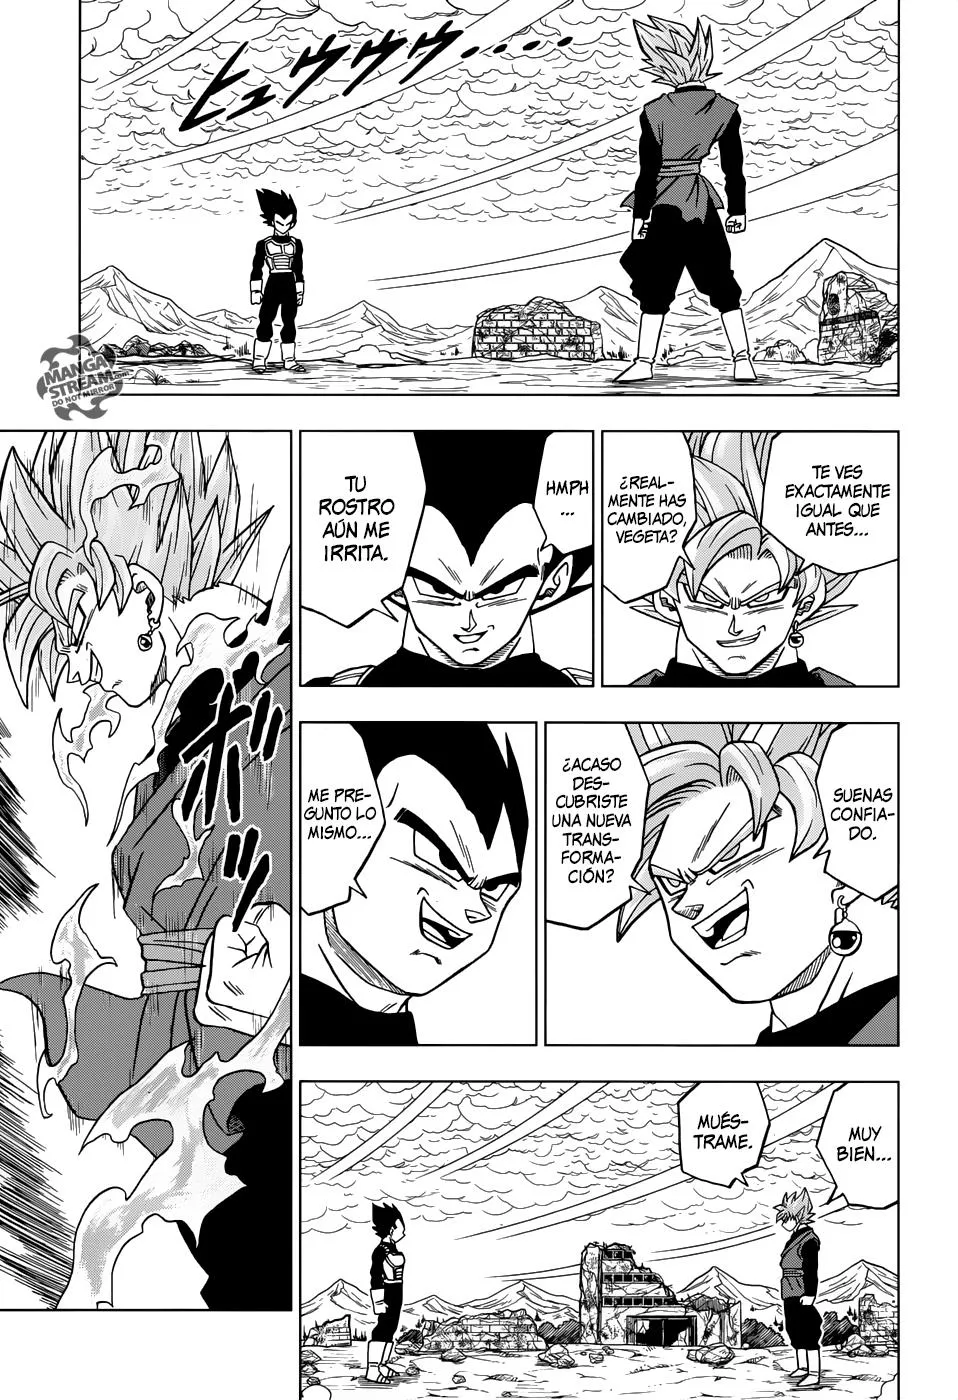 ヒュウウウ....
MANGA
STREAM.com
DO NOT MIRROR
TE VES
EXACTAMENTE
IGUAL QUE
ANTES...
¿REAL-
MENTE HAS
CAMBIADO,
VEGETA?
HMPH
...
TU
ROSTRO
AÚN ME
IRRITA.
SUENAS
CONFIA-
DO.
¿ACASO
DES-
CUBRISTE
UNA NUEVA
TRANS-
FORMA-
CIÓN?
ME PRE-
GUNTO LO
MISMO...
MUY
BIEN...
MUÉS-
TRAME.
ボッ